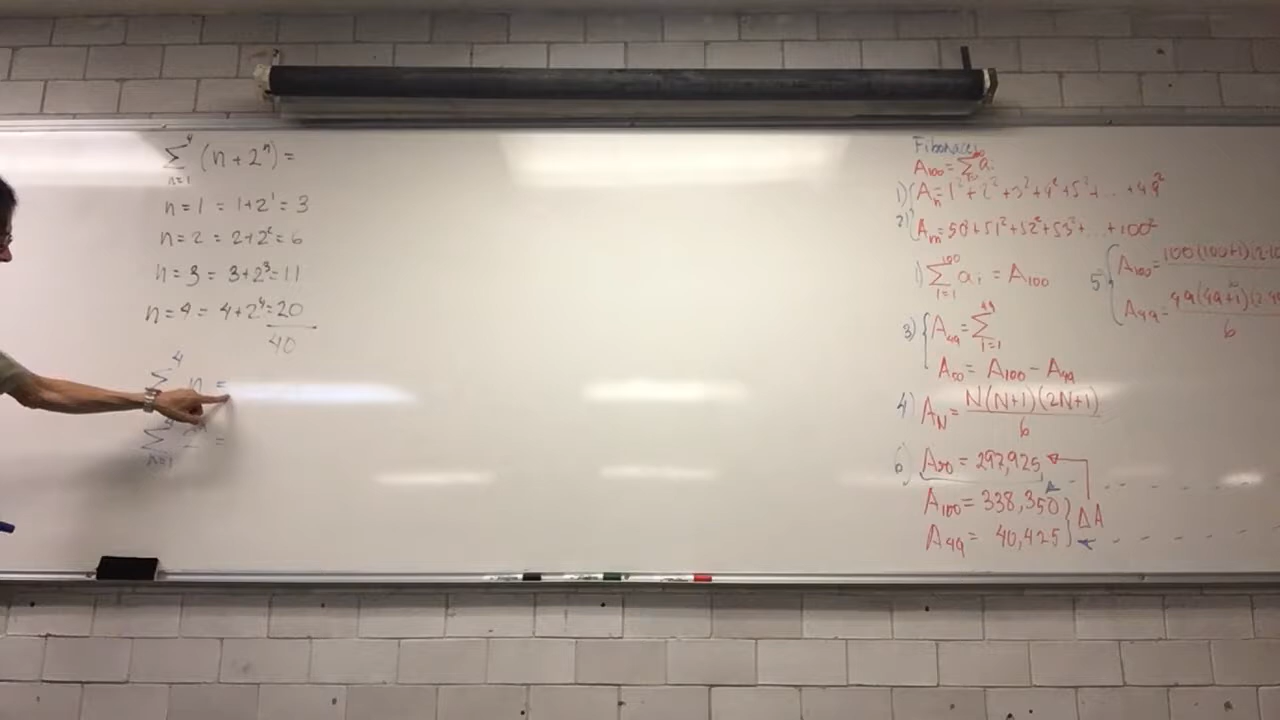 4
∑ (n + 2ⁿ) =
n=1
n = 1 = 1+2¹ = 3
n = 2 = 2+2² = 6
n = 3 = 3+2³ = 11
n = 4 = 4+2⁴ = 20
40
4
∑ n =
∑ =
n=1
Fibonacci
A₁₀₀ = ∑ aᵢ
1) { Aₙ = 1² + 2² + 3² + 4² + 5² + ... + 49²
2) { Aₘ = 50² + 51² + 52² + 53² + ... + 100²
100
1) ∑ aᵢ = A₁₀₀
i=1
49
3) { A₄₉ = ∑
i=1
A₅₀ = A₁₀₀ - A₄₉
4) A_N = N(N+1)(2N+1)
6
5 { A₁₀₀ = 100(100+1)(2·10
A₄₉ = 49(49+1)(2·4
6
6) = 297,925
A₁₀₀ = 338,350 } ΔA
A₄₉ = 40,425